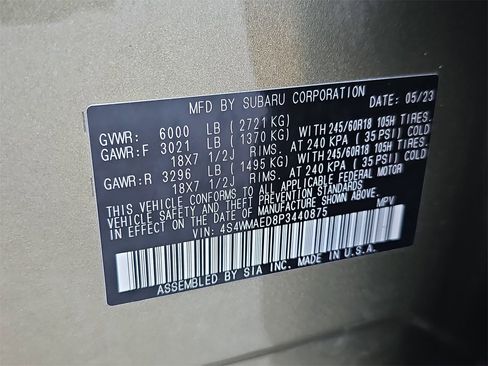 MFD BY SUBARU CORPORATION DATE: 05/23
GVWR: 6000 LB (2721 KG)
GAWR:F 3021 LB (1370 KG) WITH 245/60R18 105H TIRES.
18X7 1/2J RIMS. AT 240 KPA (35 PSI) COLD
GAWR:R 3296 LB (1495 KG) WITH 245/60R18 105H TIRES.
18X7 1/2J RIMS. AT 240 KPA (35 PSI) COLD
THIS VEHICLE CONFORMS TO ALL APPLICABLE FEDERAL MOTOR
VEHICLE SAFETY AND THEFT PREVENTION STANDARDS
IN EFFECT ON THE DATE OF MANUFACTURE SHOWN ABOVE.
VIN: 4S4WMAED8P3440875 MPV
ASSEMBLED BY SIA INC. MADE IN U.S.A.